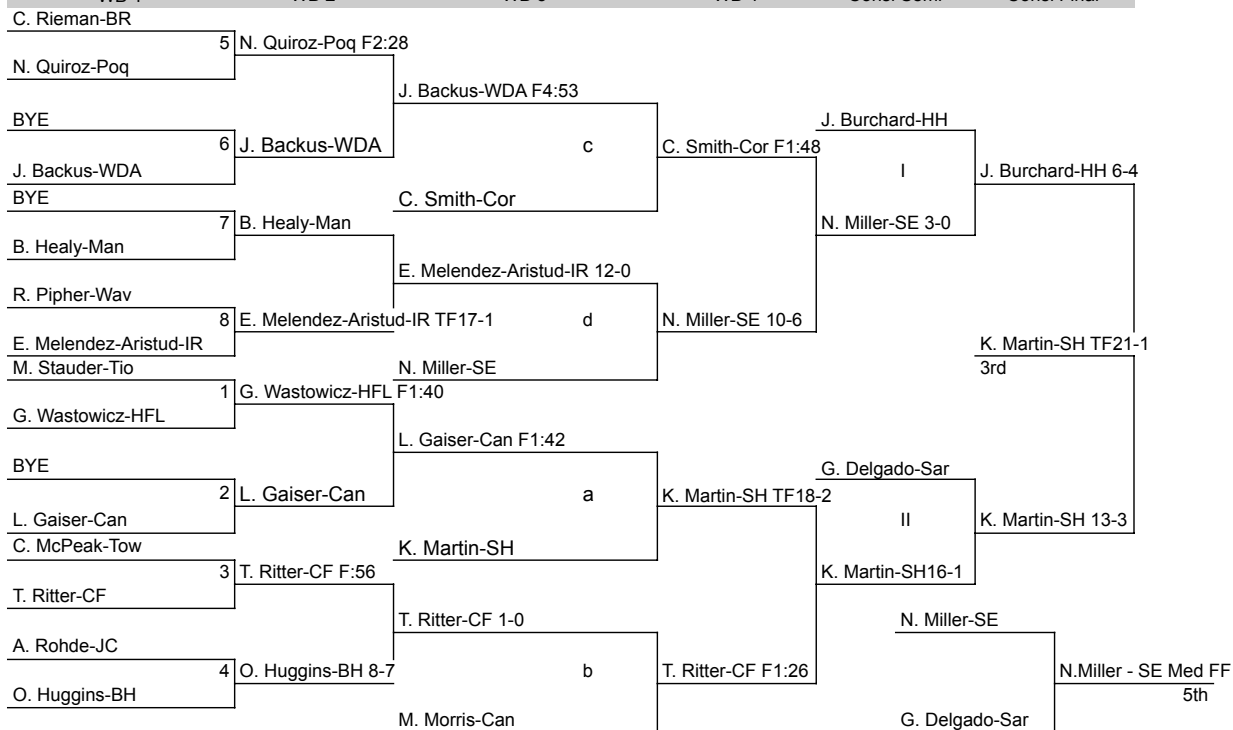 C. Rieman-BR
5 N. Quiroz-Poq F2:28
N. Quiroz-Poq
J. Backus-WDA F4:53
BYE
J. Burchard-HH
6 J. Backus-WDA
c
C. Smith-Cor F1:48
J. Backus-WDA
I
J. Burchard-HH 6-4
BYE
C. Smith-Cor
7 B. Healy-Man
N. Miller-SE 3-0
B. Healy-Man
E. Melendez-Aristud-IR 12-0
R. Pipher-Wav
8 E. Melendez-Aristud-IR TF17-1
d
N. Miller-SE 10-6
E. Melendez-Aristud-IR
K. Martin-SH TF21-1
M. Stauder-Tio
N. Miller-SE
3rd
1 G. Wastowicz-HFL F1:40
G. Wastowicz-HFL
L. Gaiser-Can F1:42
BYE
G. Delgado-Sar
2 L. Gaiser-Can
a
K. Martin-SH TF18-2
L. Gaiser-Can
II
K. Martin-SH 13-3
C. McPeak-Tow
K. Martin-SH
3 T. Ritter-CF F:56
K. Martin-SH16-1
T. Ritter-CF
T. Ritter-CF 1-0
N. Miller-SE
A. Rohde-JC
4 O. Huggins-BH 8-7
b
T. Ritter-CF F1:26
N.Miller - SE Med FF
O. Huggins-BH
5th
M. Morris-Can
G. Delgado-Sar